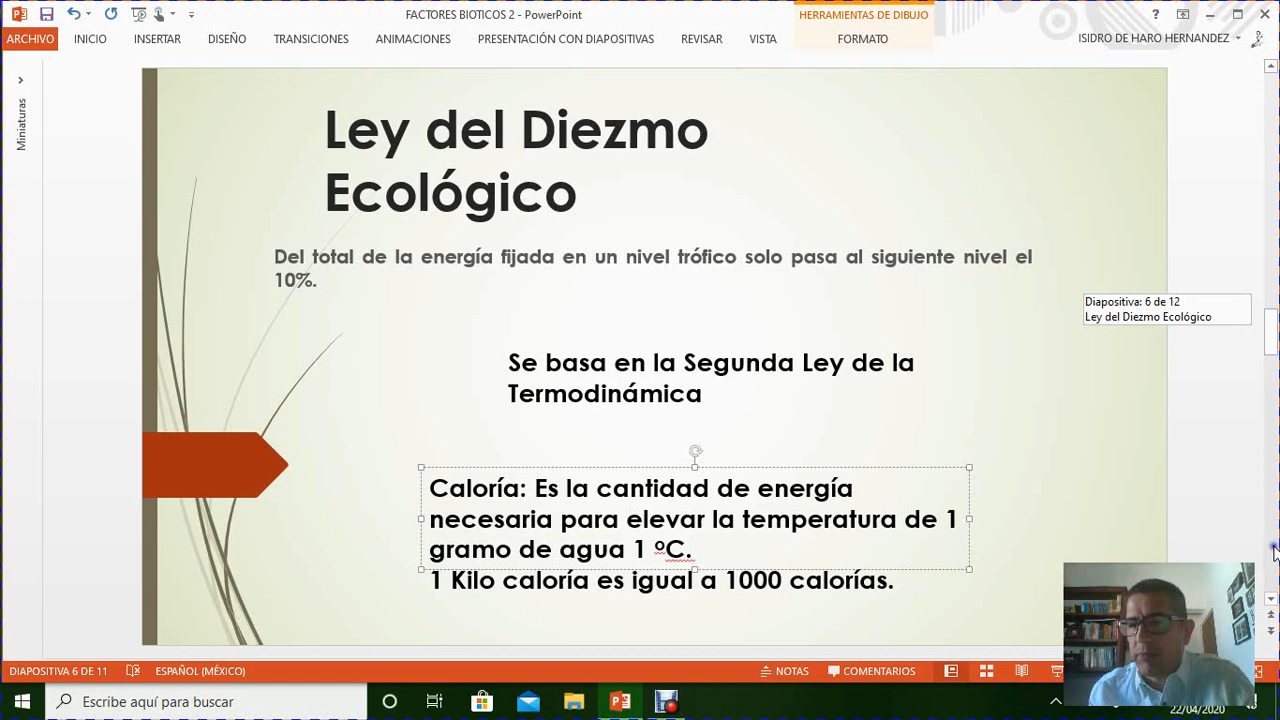 FACTORES BIOTICOS 2 - PowerPoint
HERRAMIENTAS DE DIBUJO
?
ARCHIVO INICIO INSERTAR DISEÑO TRANSICIONES ANIMACIONES PRESENTACIÓN CON DIAPOSITIVAS REVISAR VISTA FORMATO ISIDRO DE HARO HERNANDEZ
Miniaturas
Ley del Diezmo
Ecológico
Del total de la energía fijada en un nivel trófico solo pasa al siguiente nivel el
10%.
Diapositiva: 6 de 12
Ley del Diezmo Ecológico
Se basa en la Segunda Ley de la
Termodinámica
Caloría: Es la cantidad de energía
necesaria para elevar la temperatura de 1
gramo de agua 1 ºC.
1 Kilo caloría es igual a 1000 calorías.
DIAPOSITIVA 6 DE 11 ESPAÑOL (MÉXICO) NOTAS COMENTARIOS
Escribe aquí para buscar
22/04/2020